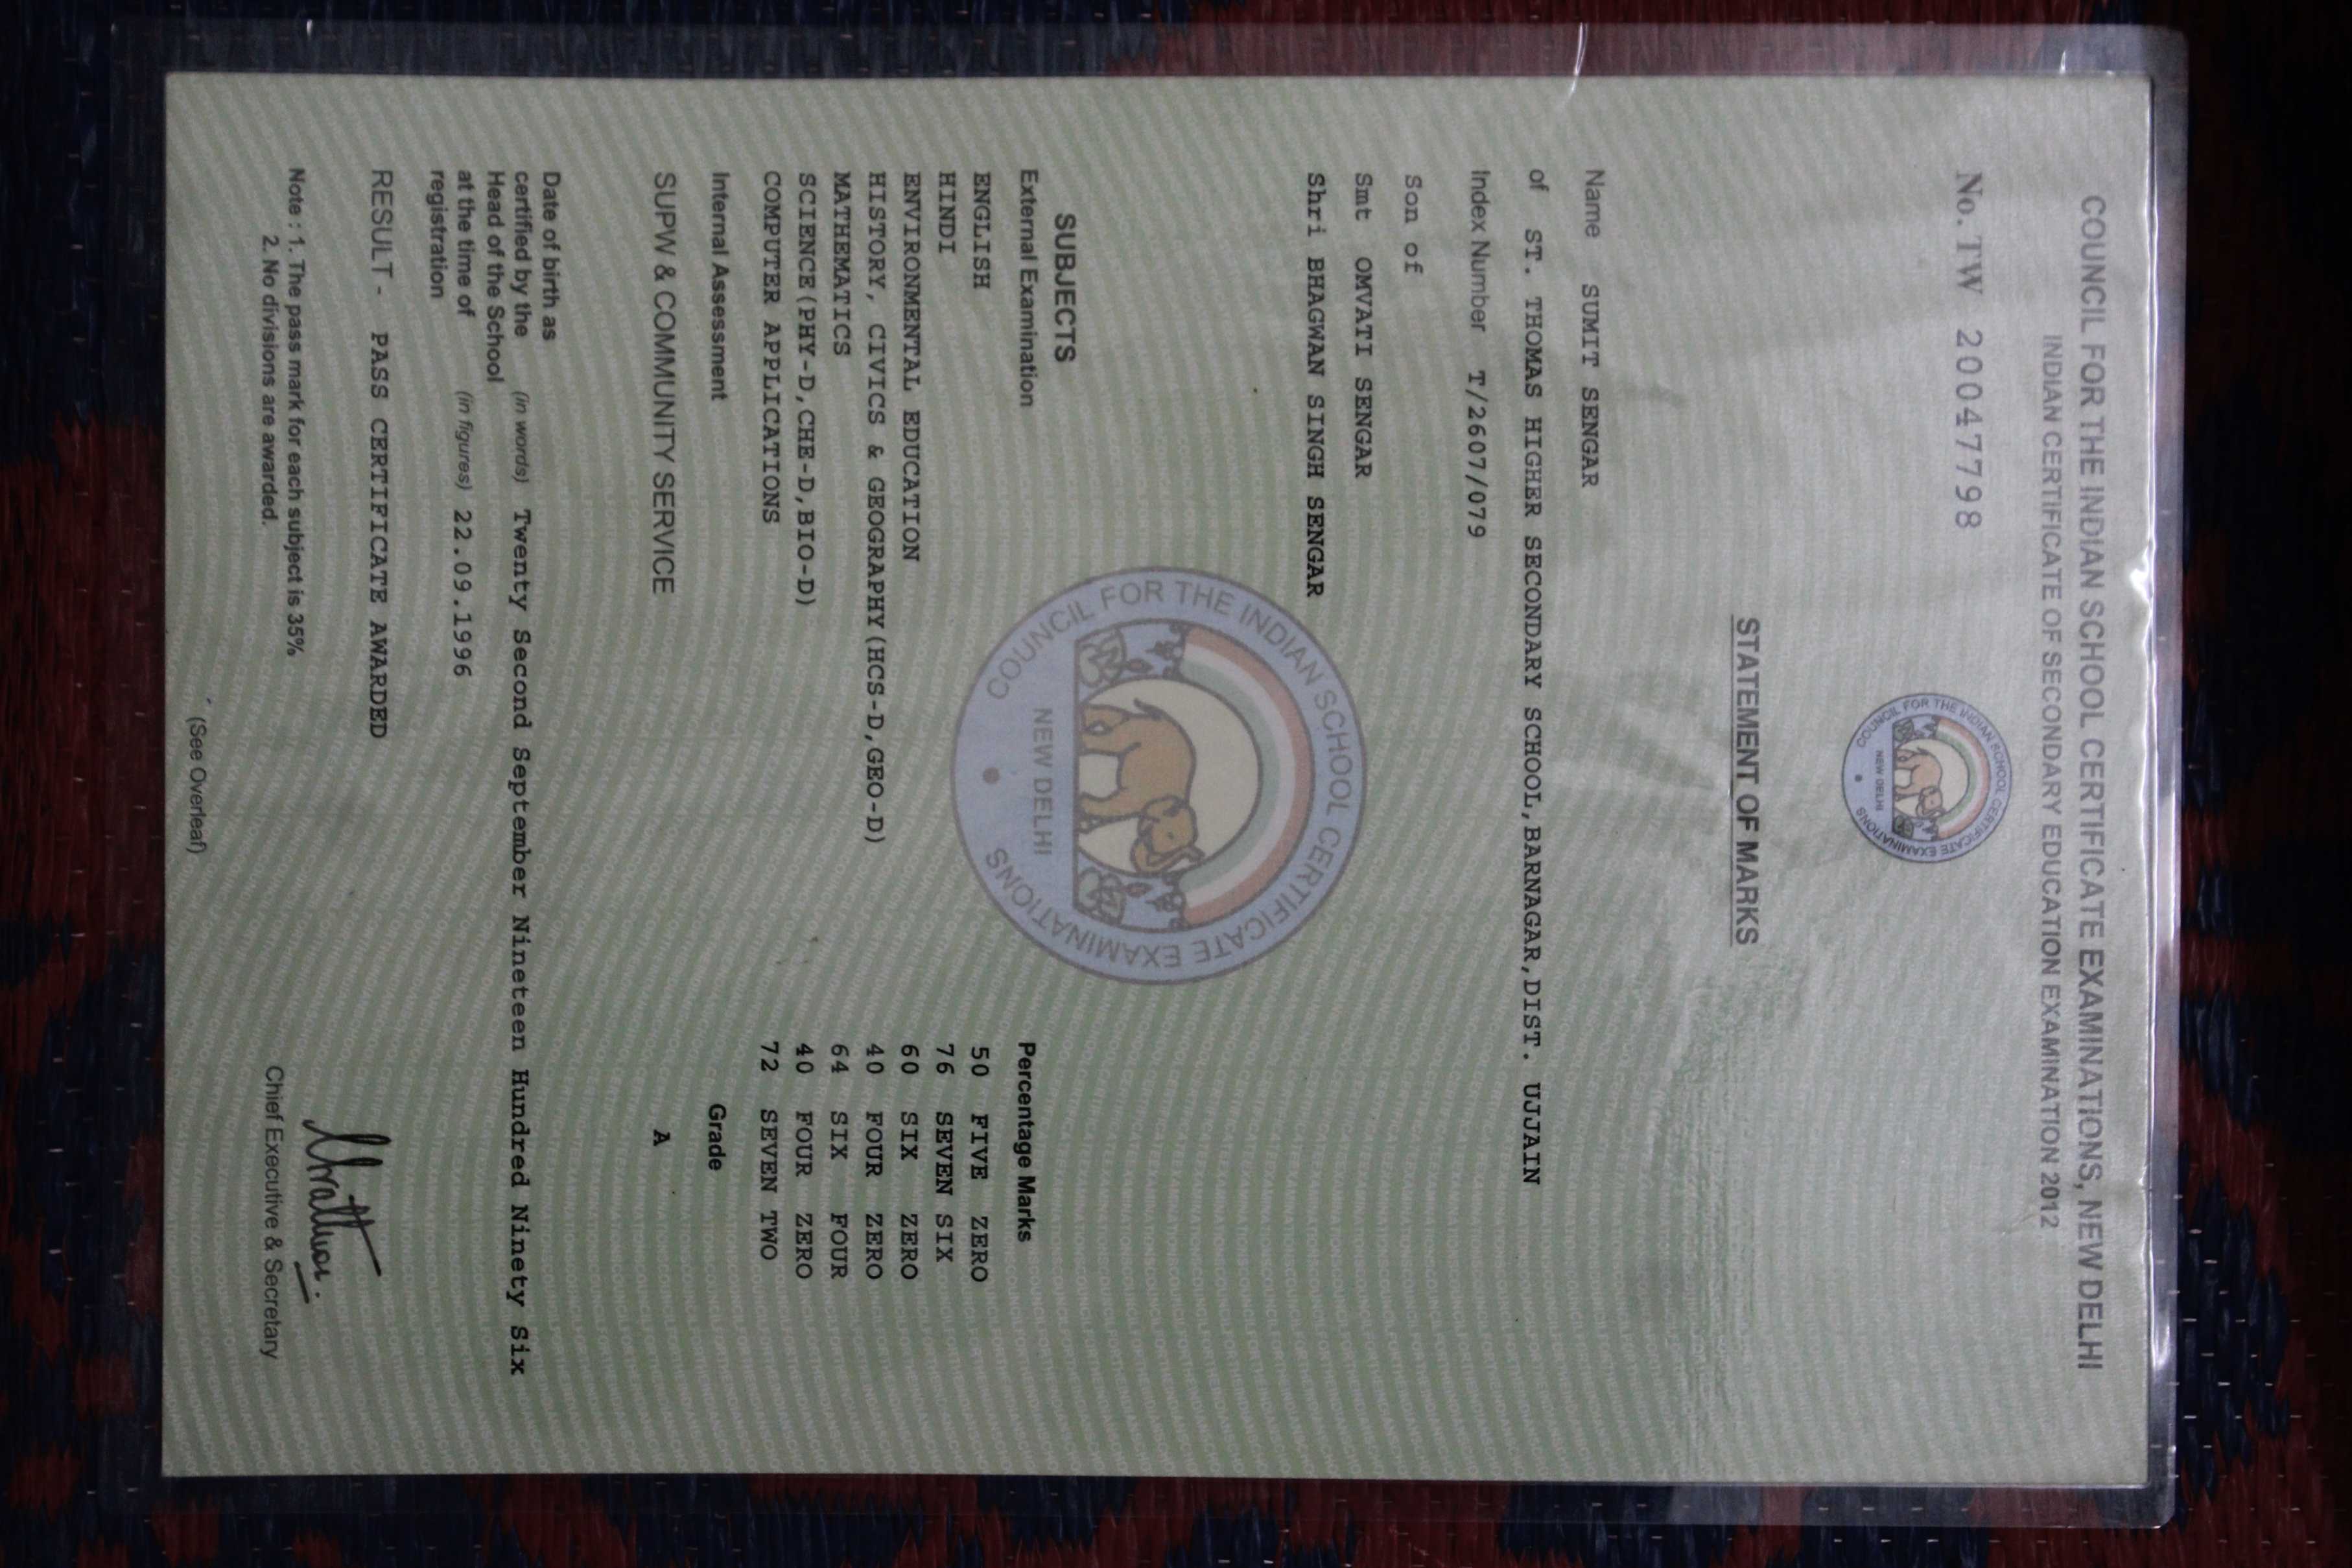 COUNCIL FOR THE INDIAN SCHOOL CERTIFICATE EXAMINATIONS, NEW DELHI
INDIAN CERTIFICATE OF SECONDARY EDUCATION EXAMINATION 2012
No. TW 20047798
COUNCIL FOR THE INDIAN SCHOOL CERTIFICATE EXAMINATIONS
NEW DELHI
STATEMENT OF MARKS
Name SUMIT SENGAR
of ST. THOMAS HIGHER SECONDARY SCHOOL,BARNAGAR,DIST. UJJAIN
Index Number T/2607/079
Son of
Smt OMVATI SENGAR
Shri BHAGWAN SINGH SENGAR
COUNCIL FOR THE INDIAN SCHOOL CERTIFICATE EXAMINATIONS
NEW DELHI
SUBJECTS
External Examination Percentage Marks
ENGLISH 50 FIVE ZERO
HINDI 76 SEVEN SIX
ENVIRONMENTAL EDUCATION 60 SIX ZERO
HISTORY, CIVICS & GEOGRAPHY(HCS-D,GEO-D) 40 FOUR ZERO
MATHEMATICS 64 SIX FOUR
SCIENCE(PHY-D,CHE-D,BIO-D) 40 FOUR ZERO
COMPUTER APPLICATIONS 72 SEVEN TWO
Internal Assessment Grade
SUPW & COMMUNITY SERVICE A
Date of birth as
certified by the (in words) Twenty Second September Nineteen Hundred Ninety Six
Head of the School
at the time of (in figures) 22.09.1996
registration
RESULT - PASS CERTIFICATE AWARDED
Note : 1. The pass mark for each subject is 35%
2. No divisions are awarded.
Chief Executive & Secretary
(See Overleaf)